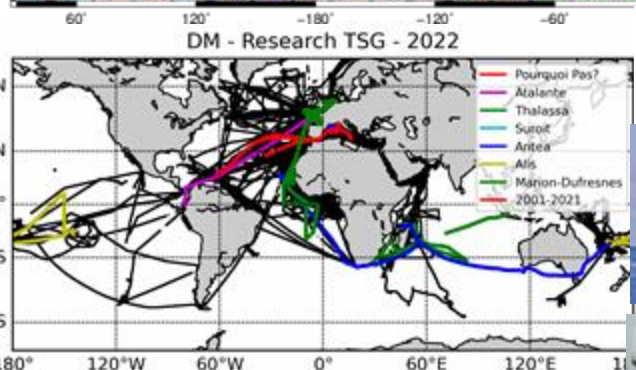 60° 120° -180° -120° -60°
DM - Research TSG - 2022
Pourquoi Pas?
Atalante
Thalassa
Suroit
Antea
Alis
Marion-Dufresnes
2001-2021
N
N
S
S
180° 120°W 60°W 0° 60°E 120°E 18